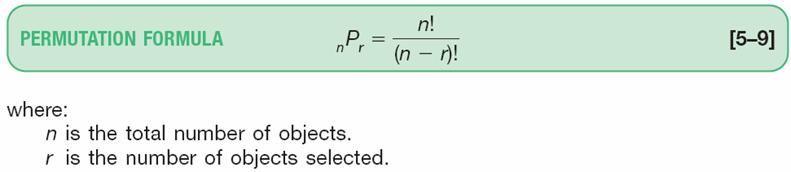 PERMUTATION FORMULA nPr = n! / (n − r)! [5–9]
where:
n is the total number of objects.
r is the number of objects selected.